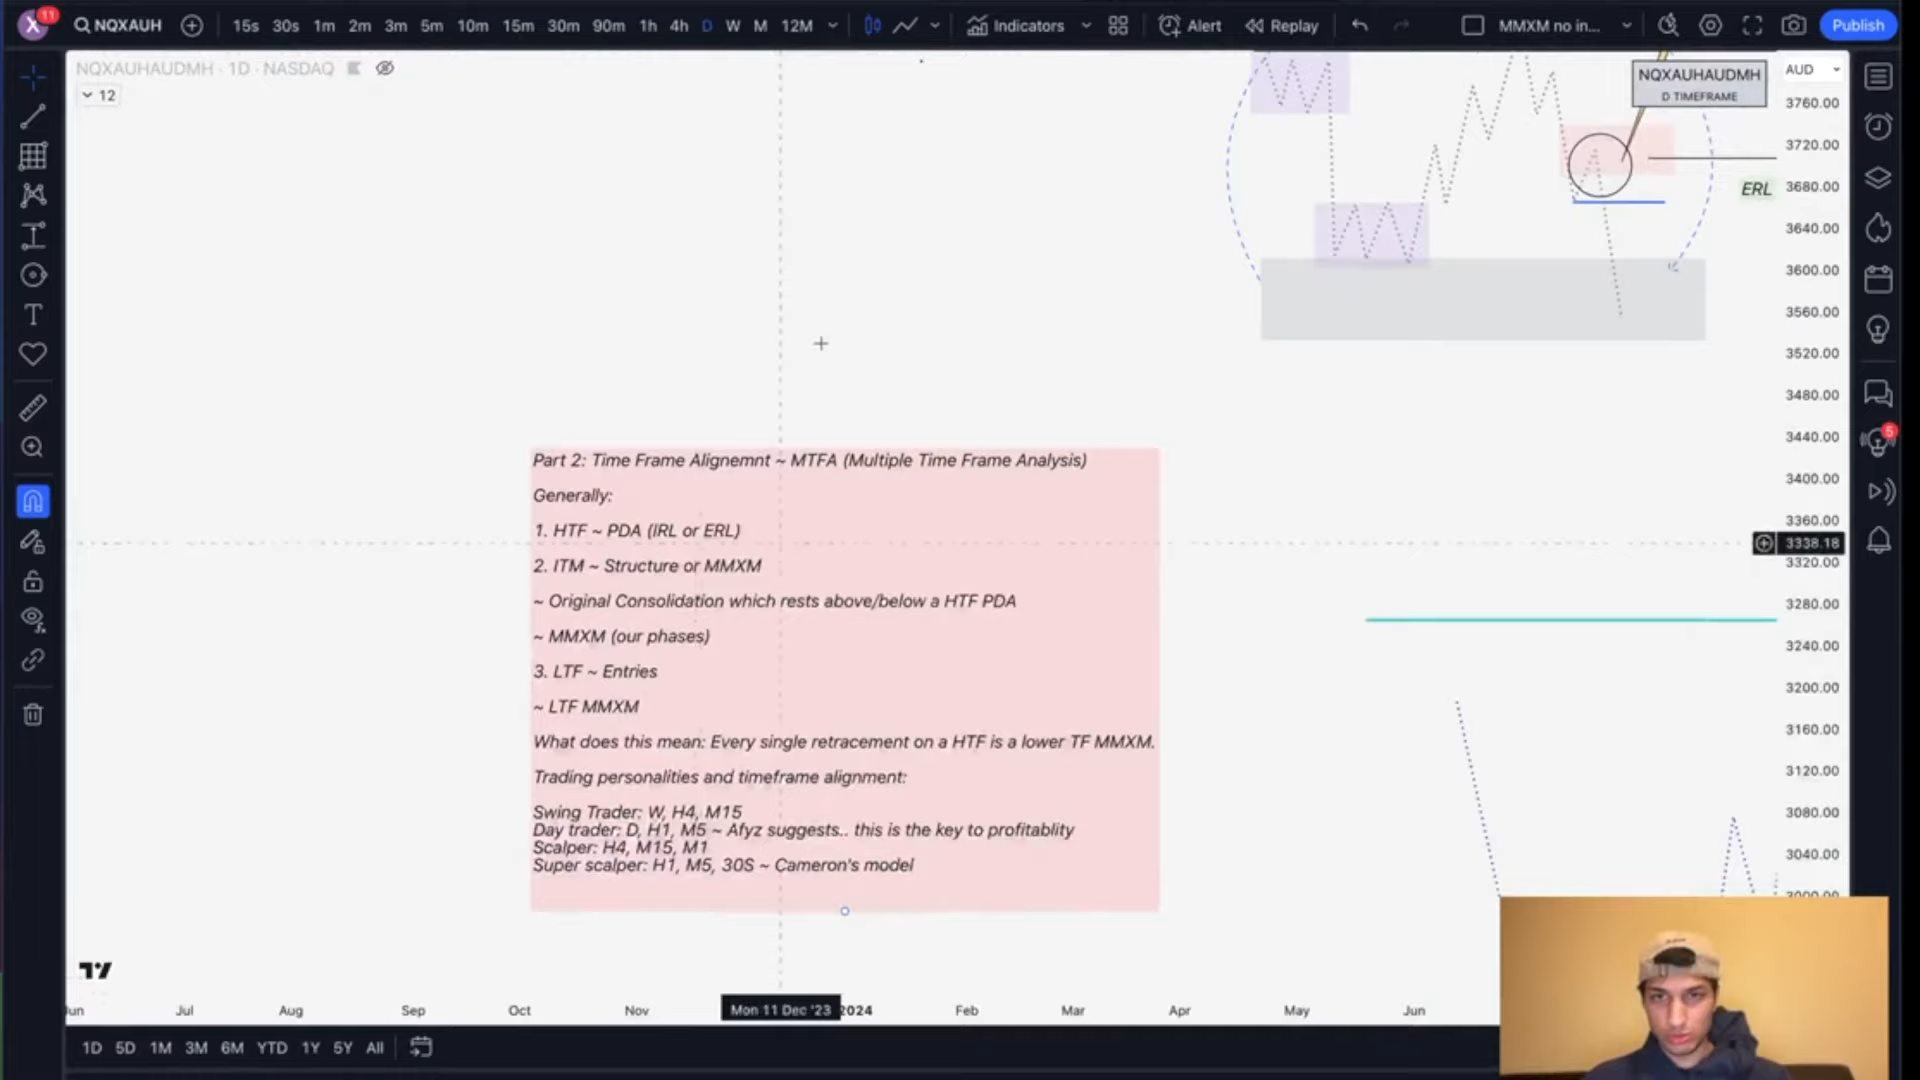 X 11 NQXAUH 15s 30s 1m 2m 3m 5m 10m 15m 30m 90m 1h 4h D W M 12M Indicators Alert Replay MMXM no in... Publish
NQXAUHAUDMH · 1D · NASDAQ
12
NQXAUHAUDMH
D TIMEFRAME
ERL
AUD
3760.00
3720.00
3680.00
3640.00
3600.00
3560.00
3520.00
3480.00
3440.00
3400.00
3360.00
3338.18
3320.00
3280.00
3240.00
3200.00
3160.00
3120.00
3080.00
3040.00
5
Part 2: Time Frame Alignemnt ~ MTFA (Multiple Time Frame Analysis)
Generally:
1. HTF ~ PDA (IRL or ERL)
2. ITM ~ Structure or MMXM
~ Original Consolidation which rests above/below a HTF PDA
~ MMXM (our phases)
3. LTF ~ Entries
~ LTF MMXM
What does this mean: Every single retracement on a HTF is a lower TF MMXM.
Trading personalities and timeframe alignment:
Swing Trader: W, H4, M15
Day trader: D, H1, M5 ~ Afyz suggests.. this is the key to profitablity
Scalper: H4, M15, M1
Super scalper: H1, M5, 30S ~ Cameron's model
Jul Aug Sep Oct Nov Mon 11 Dec '23 2024 Feb Mar Apr May Jun
1D 5D 1M 3M 6M YTD 1Y 5Y All